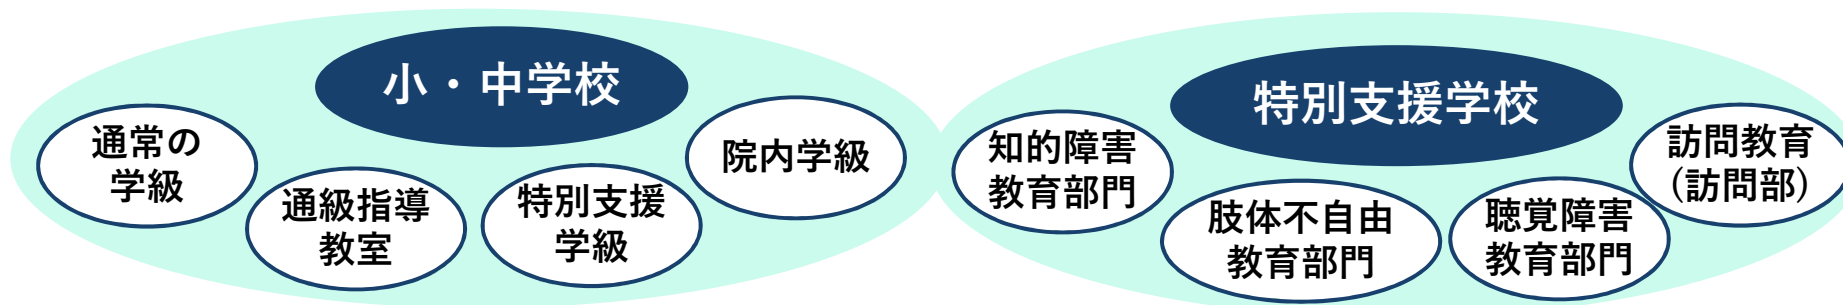 小・中学校
通常の
学級
通級指導
教室
特別支援
学級
院内学級
特別支援学校
知的障害
教育部門
肢体不自由
教育部門
聴覚障害
教育部門
訪問教育
(訪問部)